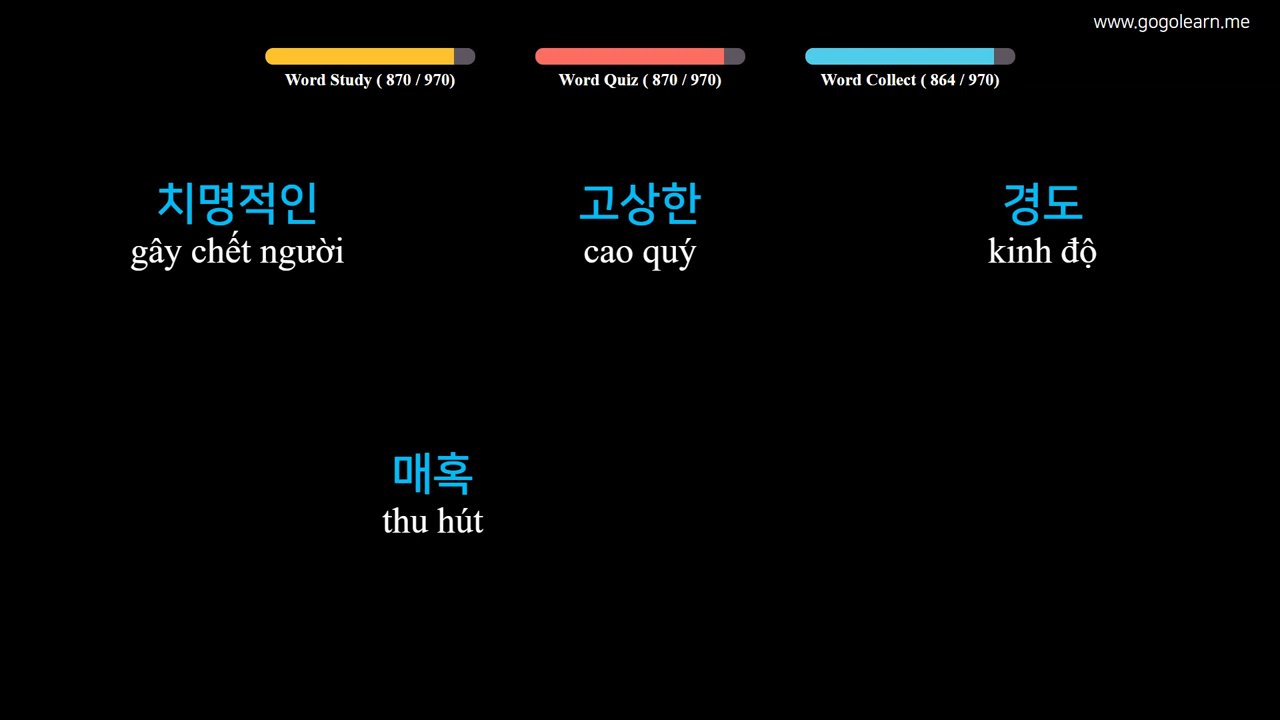 www.gogolearn.me
Word Study ( 870 / 970)
Word Quiz ( 870 / 970)
Word Collect ( 864 / 970)
치명적인
gây chết người
고상한
cao quý
경도
kinh độ
매혹
thu hút